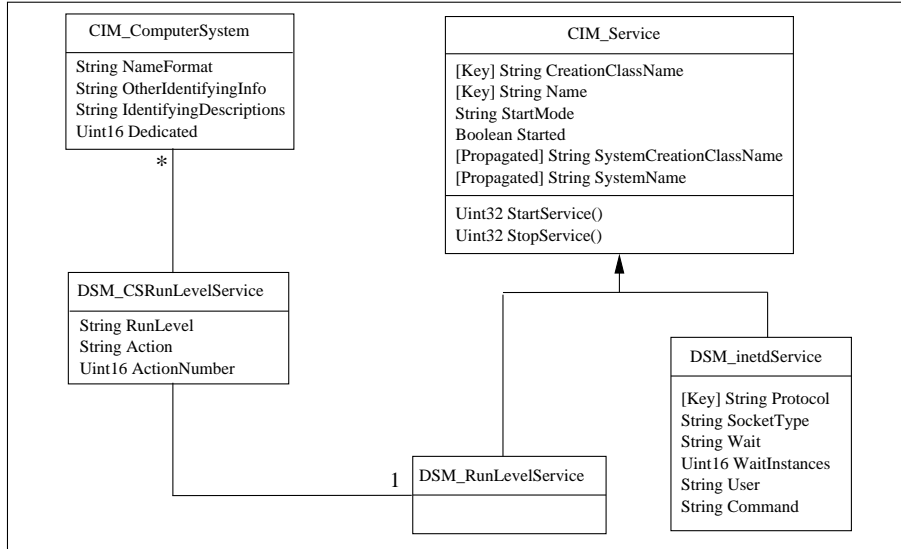 CIM_ComputerSystem
String NameFormat
String OtherIdentifyingInfo
String IdentifyingDescriptions
Uint16 Dedicated
*
CIM_Service
[Key] String CreationClassName
[Key] String Name
String StartMode
Boolean Started
[Propagated] String SystemCreationClassName
[Propagated] String SystemName
Uint32 StartService()
Uint32 StopService()
DSM_CSRunLevelService
String RunLevel
String Action
Uint16 ActionNumber
1
DSM_RunLevelService
DSM_inetdService
[Key] String Protocol
String SocketType
String Wait
Uint16 WaitInstances
String User
String Command